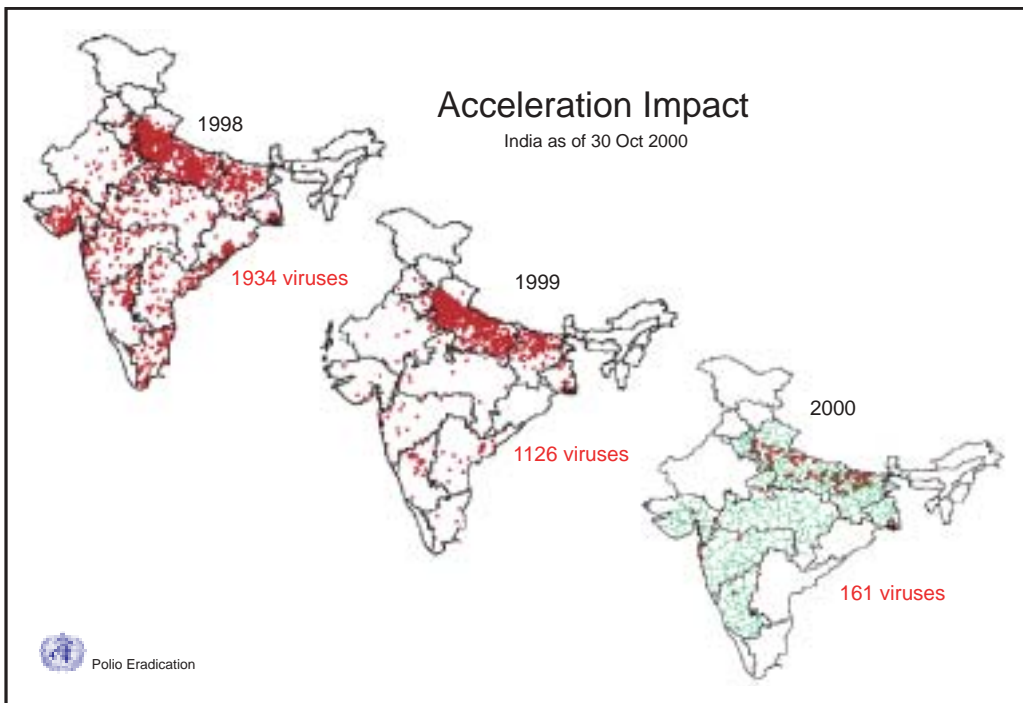 Acceleration Impact
India as of 30 Oct 2000
1998
1934 viruses
1999
1126 viruses
2000
161 viruses
Polio Eradication